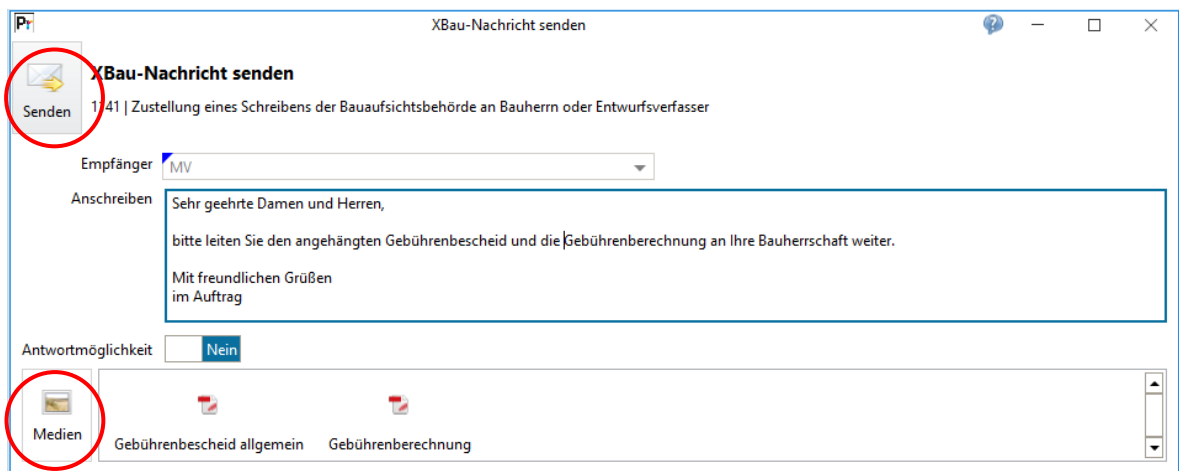 Pr XBau-Nachricht senden ?
XBau-Nachricht senden
Senden 1141 | Zustellung eines Schreibens der Bauaufsichtsbehörde an Bauherrn oder Entwurfsverfasser
Empfänger MV
Anschreiben Sehr geehrte Damen und Herren,
bitte leiten Sie den angehängten Gebührenbescheid und die Gebührenberechnung an Ihre Bauherrschaft weiter.
Mit freundlichen Grüßen
im Auftrag
Antwortmöglichkeit Nein
Medien Gebührenbescheid allgemein Gebührenberechnung